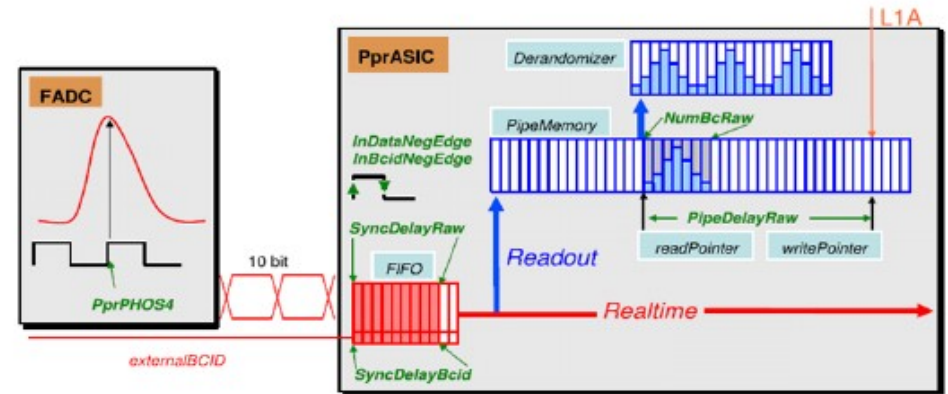 L1A
PprASIC
Derandomizer
FADC
NumBcRaw
PipeMemory
InDataNegEdge
InBcidNegEdge
SyncDelayRaw
PipeDelayRaw
readPointer
writePointer
Readout
FIFO
10 bit
PprPHOS4
Realtime
externalBCID
SyncDelayBcid